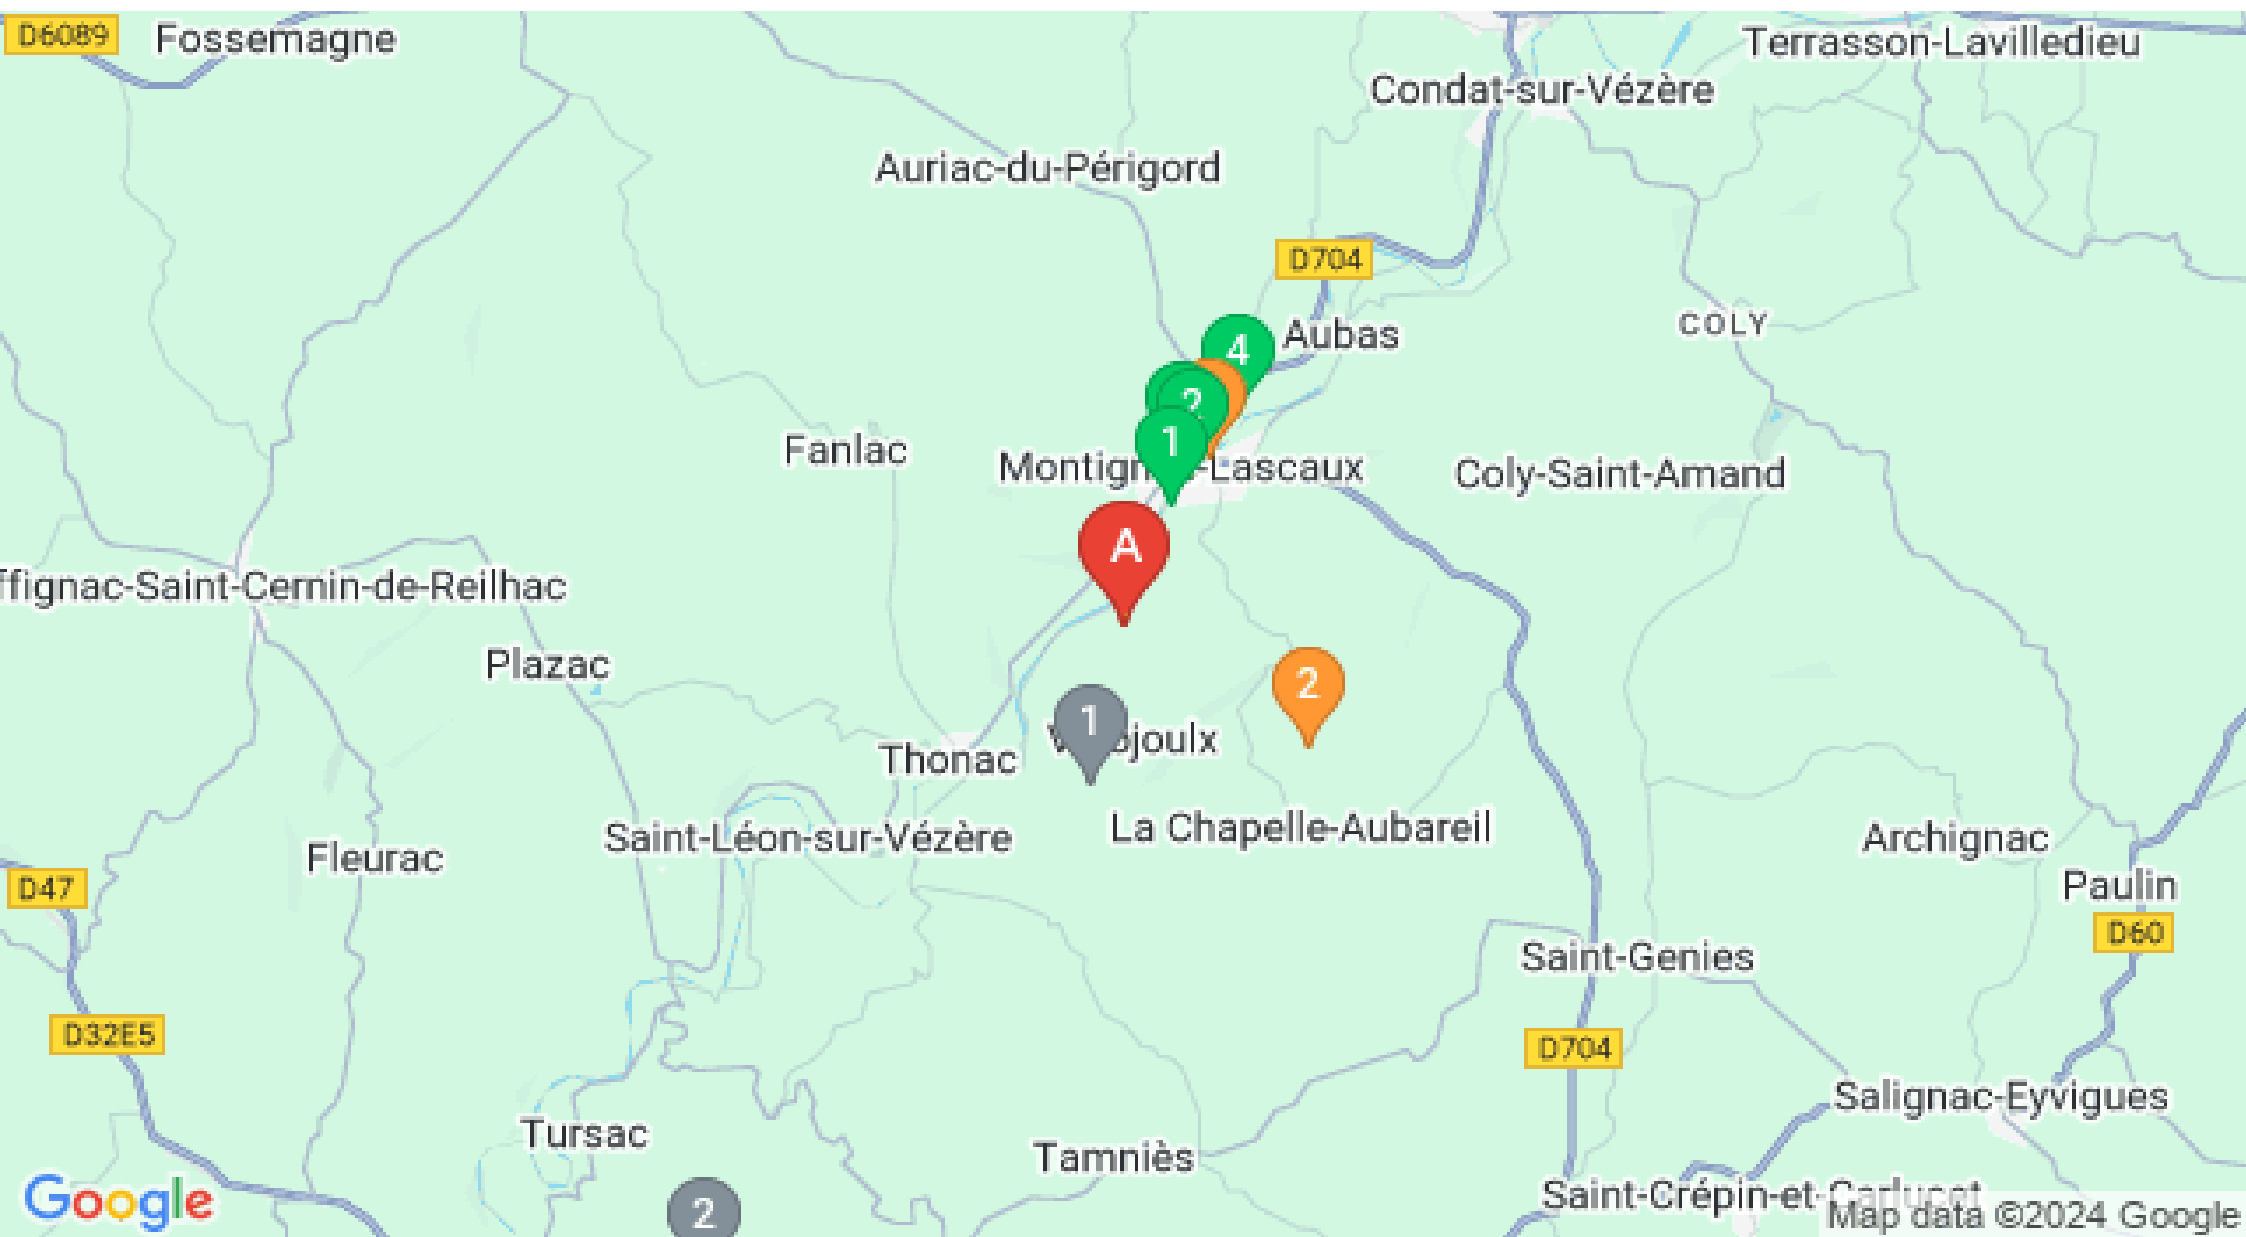 D6089
Fossemagne
Terrasson-Lavilledieu
Condat-sur-Vézère
Auriac-du-Périgord
D704
COLY
Aubas
4
2
1
Fanlac
Lascaux
Coly-Saint-Amand
A
ffignac-Saint-Cernin-de-Reilhac
Plazac
2
1
Thonac
La Chapelle-Aubareil
Saint-Léon-sur-Vézère
Archignac
Fleurac
D47
Paulin
D60
Saint-Genies
D32E5
D704
Salignac-Eyvigues
Tursac
Tamniès
Saint-Crépin-et-Carlucet
Google
2
Map data ©2024 Google